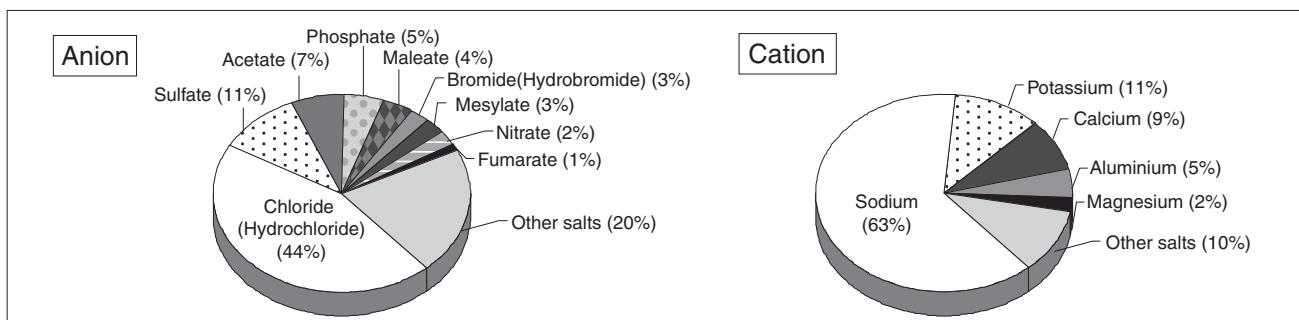 Anion
Phosphate (5%)
Acetate (7%)
Maleate (4%)
Sulfate (11%)
Bromide(Hydrobromide) (3%)
Mesylate (3%)
Nitrate (2%)
Fumarate (1%)
Other salts (20%)
Chloride
(Hydrochloride)
(44%)
Cation
Potassium (11%)
Calcium (9%)
Aluminium (5%)
Magnesium (2%)
Other salts (10%)
Sodium
(63%)